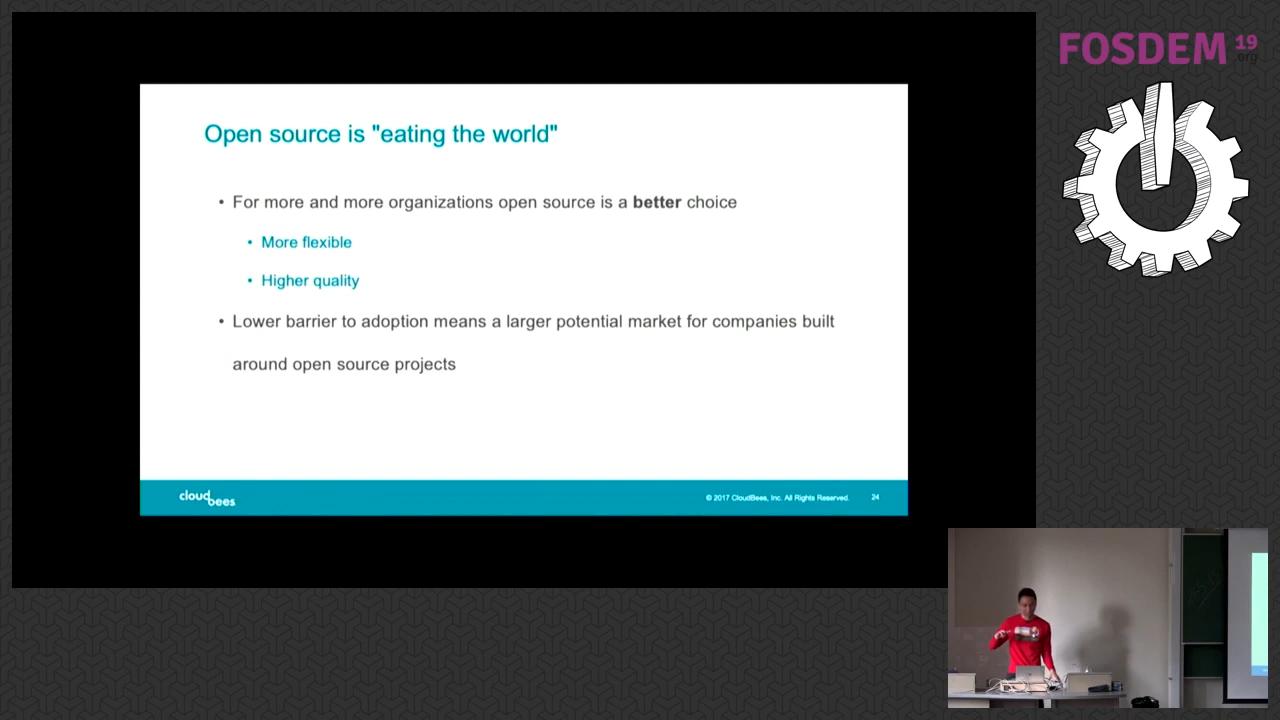 FOSDEM 19
.org
Open source is "eating the world"
• For more and more organizations open source is a better choice
• More flexible
• Higher quality
• Lower barrier to adoption means a larger potential market for companies built
around open source projects
cloudbees
© 2017 CloudBees, Inc. All Rights Reserved.
24